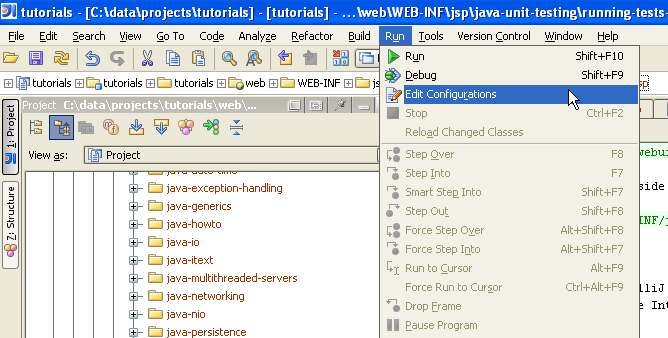 tutorials - [C:\data\projects\tutorials] - [tutorials] - ...\web\WEB-INF\jsp\java-unit-testing\running-tests-
File Edit Search View Go To Code Analyze Refactor Build Run Tools Version Control Window Help
tutorials tutorials tutorials web WEB-INF js
Project C:\data\projects\tutorials\web\...
View as: Project
java-date-time
java-exception-handling
java-generics
java-howto
java-io
java-itext
java-multithreaded-servers
java-networking
java-nio
java-persistence
1: Project
7: Structure
Run Shift+F10
Debug Shift+F9
Edit Configurations
Stop Ctrl+F2
Reload Changed Classes
Step Over F8
Step Into F7
Smart Step Into Shift+F7
Step Out Shift+F8
Force Step Over Alt+Shift+F8
Force Step Into Alt+Shift+F7
Run to Cursor Alt+F9
Force Run to Cursor Ctrl+Alt+F9
Drop Frame
Pause Program
webui
side
INF/j
lliJ
e Int